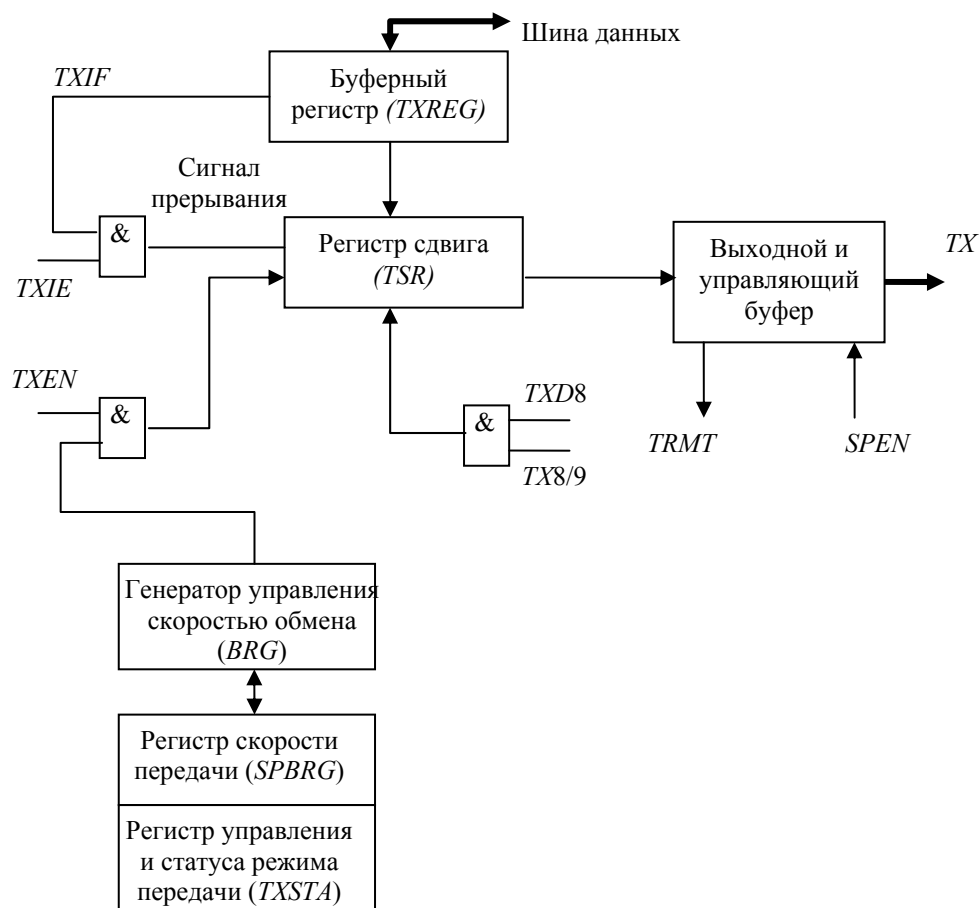 Шина данных
Буферный
регистр (TXREG)
TXIF
Сигнал
прерывания
&
TXIE
Регистр сдвига
(TSR)
Выходной и
управляющий
буфер
TX
TXEN
&
TXD8
&
TX8/9
TRMT
SPEN
Генератор управления
скоростью обмена
(BRG)
Регистр скорости
передачи (SPBRG)
Регистр управления
и статуса режима
передачи (TXSTA)